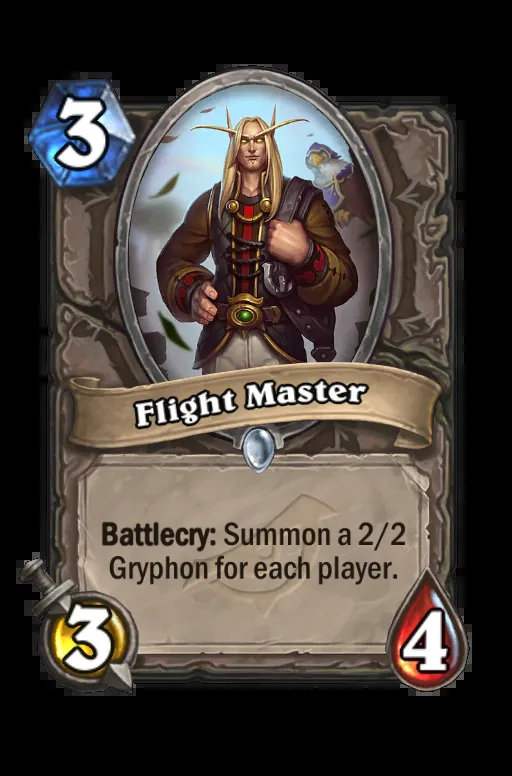 3
Flight Master
Battlecry: Summon a 2/2
Gryphon for each player.
3
4